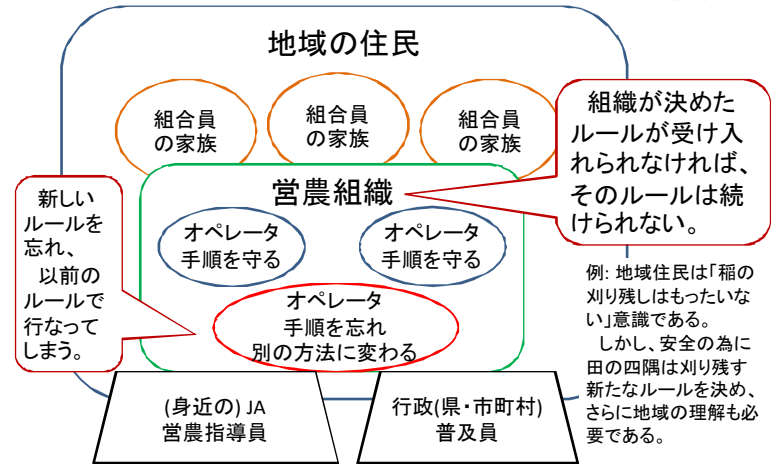 地域の住民
組合員
の家族
組合員
の家族
組合員
の家族
組織が決めた
ルールが受け入
れられなければ、
そのルールは続
けられない。
営農組織
新しい
ルールを
忘れ、
以前の
ルールで
行なって
しまう。
オペレータ
手順を守る
オペレータ
手順を守る
オペレータ
手順を忘れ
別の方法に変わる
例: 地域住民は「稲の
刈り残しはもったいな
い」意識である。
しかし、安全の為に
田の四隅は刈り残す
新たなルールを決め、
さらに地域の理解も必
要である。
(身近の) JA
営農指導員
行政(県・市町村)
普及員